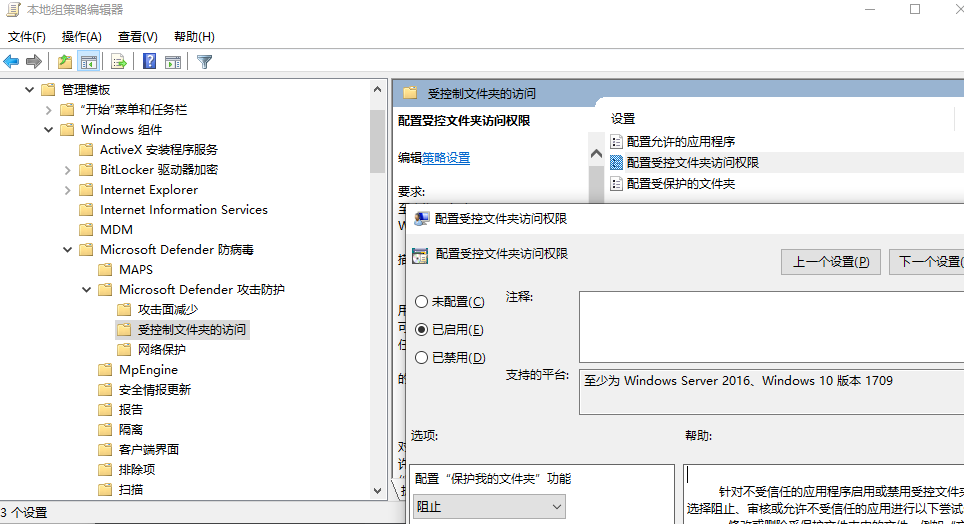 本地组策略编辑器
文件(F) 操作(A) 查看(V) 帮助(H)
管理模板
"开始"菜单和任务栏
Windows 组件
ActiveX 安装程序服务
BitLocker 驱动器加密
Internet Explorer
Internet Information Services
MDM
Microsoft Defender 防病毒
MAPS
Microsoft Defender 攻击防护
攻击面减少
受控制文件夹的访问
网络保护
MpEngine
安全情报更新
报告
隔离
客户端界面
排除项
扫描
3 个设置
受控制文件夹的访问
配置受控文件夹访问权限
编辑策略设置
要求:
设置
配置允许的应用程序
配置受控文件夹访问权限
配置受保护的文件夹
配置受控文件夹访问权限
配置受控文件夹访问权限
上一个设置(P) 下一个设置(
未配置(C)
已启用(E)
已禁用(D)
注释:
支持的平台:
至少为 Windows Server 2016、Windows 10 版本 1709
选项:
帮助:
配置“保护我的文件夹”功能
阻止
针对不受信任的应用程序启用或禁用受控文件夹
选择阻止、审核或允许不受信任的应用进行以下尝试